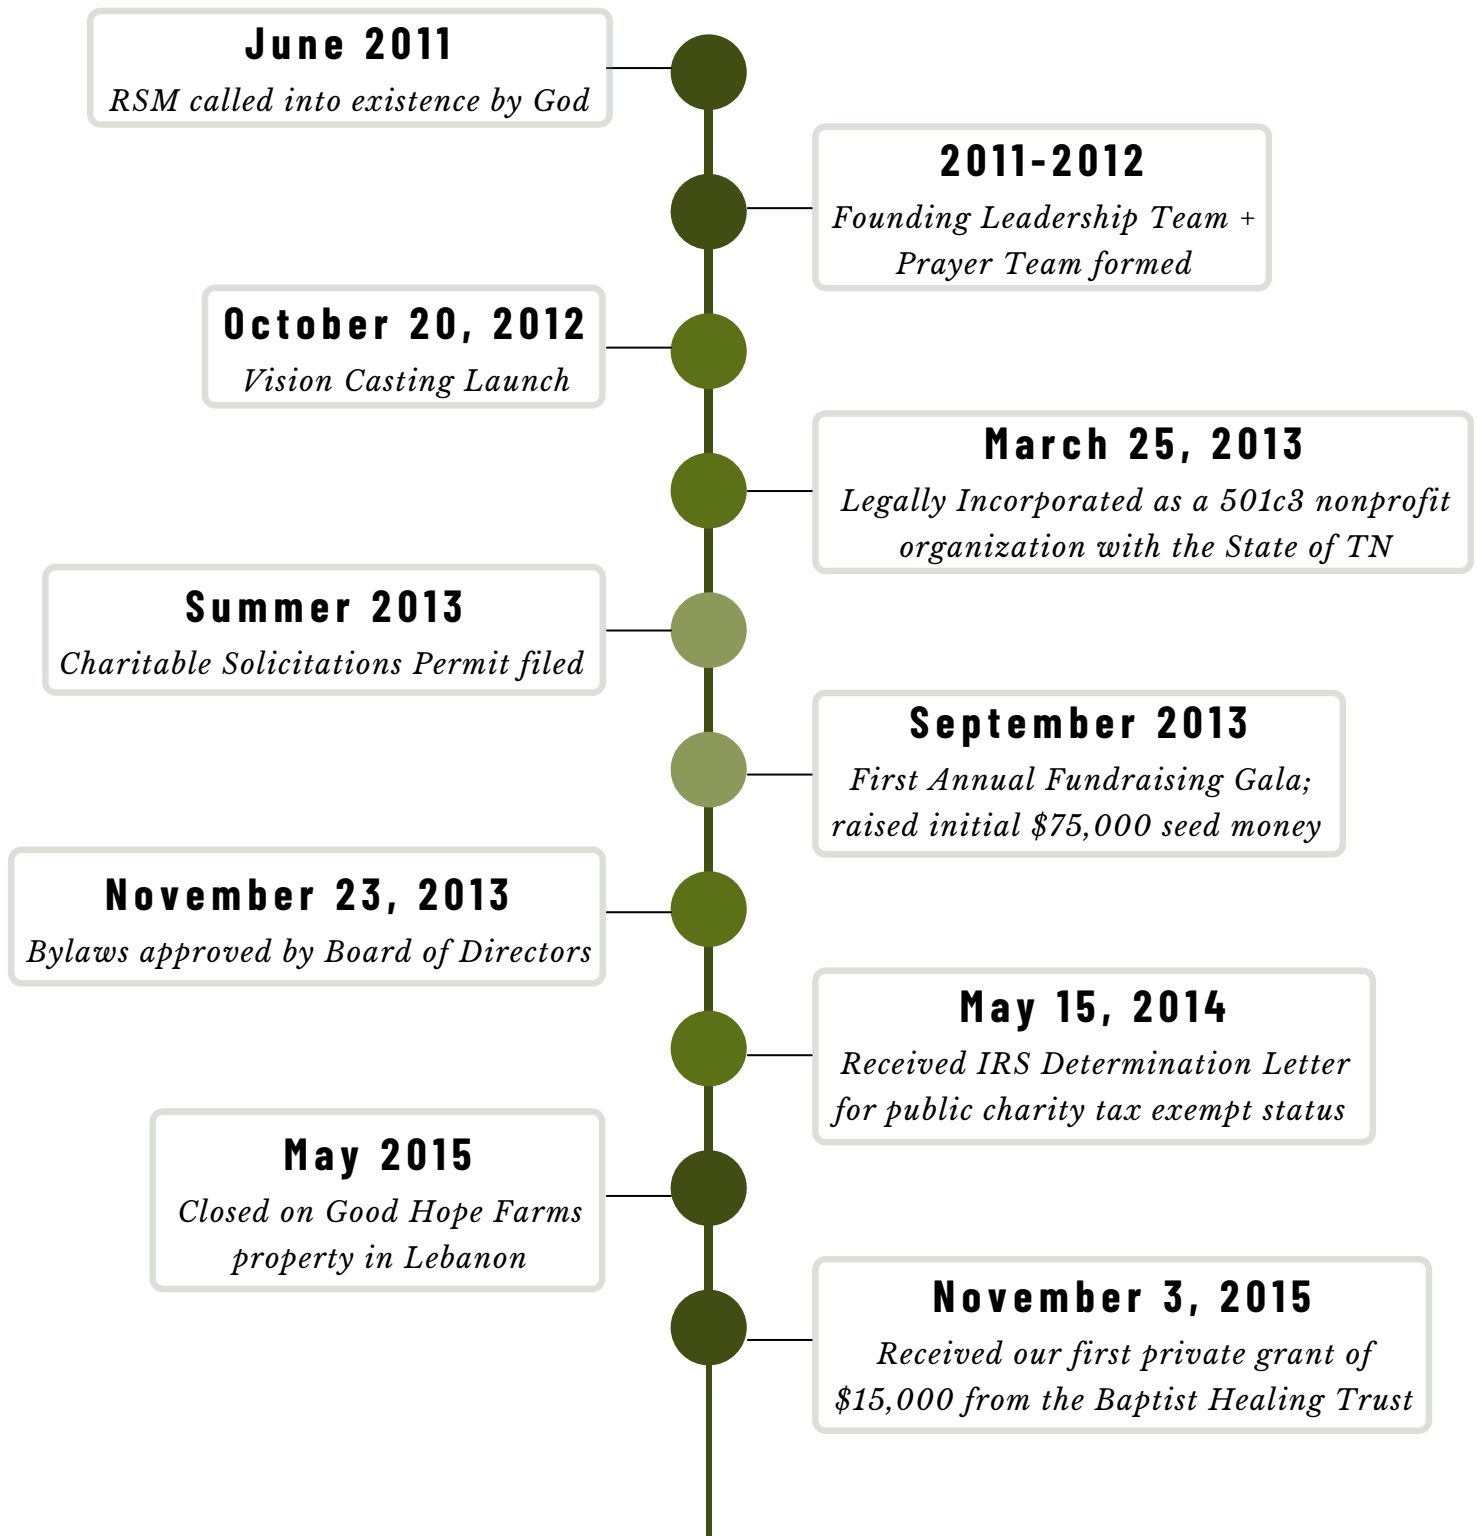 June 2011
RSM called into existence by God
2011-2012
Founding Leadership Team +
Prayer Team formed
October 20, 2012
Vision Casting Launch
March 25, 2013
Legally Incorporated as a 501c3 nonprofit
organization with the State of TN
Summer 2013
Charitable Solicitations Permit filed
September 2013
First Annual Fundraising Gala;
raised initial $75,000 seed money
November 23, 2013
Bylaws approved by Board of Directors
May 15, 2014
Received IRS Determination Letter
for public charity tax exempt status
May 2015
Closed on Good Hope Farms
property in Lebanon
November 3, 2015
Received our first private grant of
$15,000 from the Baptist Healing Trust